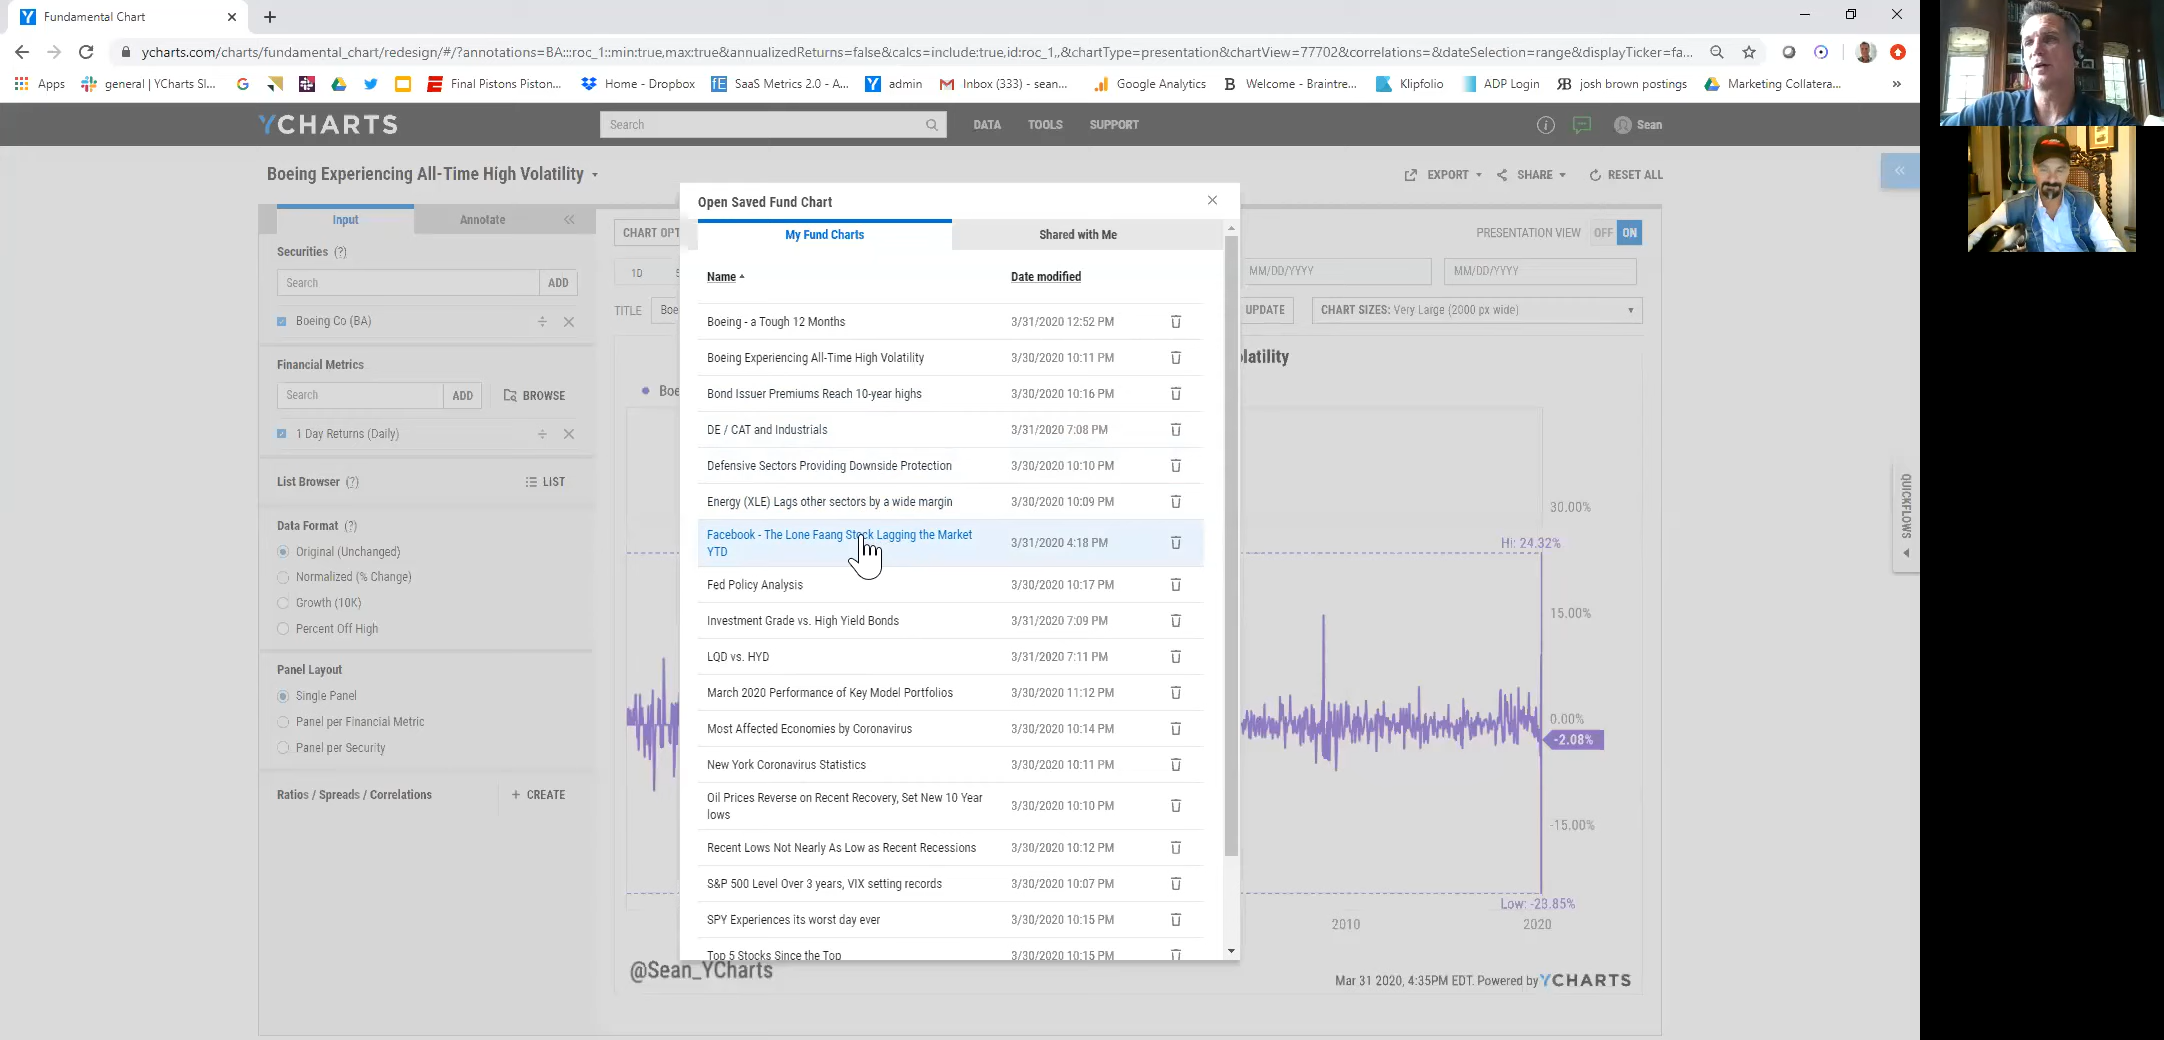 Fundamental Chart
ycharts.com/charts/fundamental_chart/redesign/#/?annotations=BA:::roc_1::min:true,max:true&annualizedReturns=false&calcs=include:true,id:roc_1,,&chartType=presentation&chartView=77702&correlations=&dateSelection=range&displayTicker=fa...
Apps
general | YCharts Sl...
Final Pistons Piston...
Home - Dropbox
SaaS Metrics 2.0 - A...
admin
Inbox (333) - sean...
Google Analytics
Welcome - Braintre...
Klipfolio
ADP Login
josh brown postings
Marketing Collatera...
YCHARTS
Search
DATA
TOOLS
SUPPORT
Sean
Boeing Experiencing All-Time High Volatility
EXPORT
SHARE
RESET ALL
Input
Annotate
Securities (?)
Search
ADD
Boeing Co (BA)
Financial Metrics
Search
ADD
BROWSE
1 Day Returns (Daily)
List Browser (?)
LIST
Data Format (?)
Original (Unchanged)
Normalized (% Change)
Growth (10K)
Percent Off High
Panel Layout
Single Panel
Panel per Financial Metric
Panel per Security
Ratios / Spreads / Correlations
+ CREATE
CHART OPT
PRESENTATION VIEW
OFF
ON
1D
MM/DD/YYYY
MM/DD/YYYY
TITLE
Boe
UPDATE
CHART SIZES: Very Large (2000 px wide)
Open Saved Fund Chart
My Fund Charts
Shared with Me
Name
Date modified
Boeing - a Tough 12 Months
3/31/2020 12:52 PM
Boeing Experiencing All-Time High Volatility
3/30/2020 10:11 PM
Bond Issuer Premiums Reach 10-year highs
3/30/2020 10:16 PM
DE / CAT and Industrials
3/31/2020 7:08 PM
Defensive Sectors Providing Downside Protection
3/30/2020 10:10 PM
Energy (XLE) Lags other sectors by a wide margin
3/30/2020 10:09 PM
Facebook - The Lone Faang Stock Lagging the Market
YTD
3/31/2020 4:18 PM
Fed Policy Analysis
3/30/2020 10:17 PM
Investment Grade vs. High Yield Bonds
3/31/2020 7:09 PM
LQD vs. HYD
3/31/2020 7:11 PM
March 2020 Performance of Key Model Portfolios
3/30/2020 11:12 PM
Most Affected Economies by Coronavirus
3/30/2020 10:14 PM
New York Coronavirus Statistics
3/30/2020 10:11 PM
Oil Prices Reverse on Recent Recovery, Set New 10 Year
lows
3/30/2020 10:10 PM
Recent Lows Not Nearly As Low as Recent Recessions
3/30/2020 10:12 PM
S&P 500 Level Over 3 years, VIX setting records
3/30/2020 10:07 PM
SPY Experiences its worst day ever
3/30/2020 10:15 PM
Top 5 Stocks Since the Top
3/30/2020 10:15 PM
latility
Boe
30.00%
Hi: 24.32%
15.00%
0.00%
-2.08%
-15.00%
Low: -23.85%
2010
2020
QUICKFLOWS
@Sean_YCharts
Mar 31 2020, 4:35PM EDT. Powered by YCHARTS